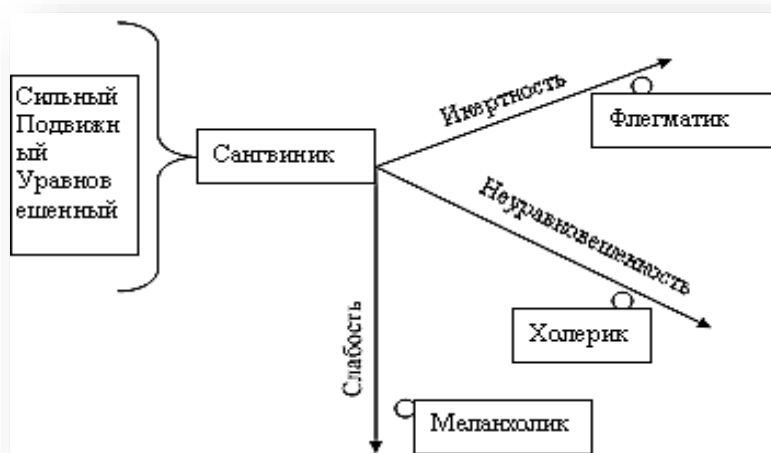 Сильный
Подвижн
ый
Уравнов
ешенный
Сангвиник
Инертность
Флегматик
Неуравновешенность
Холерик
Слабость
Меланхолик